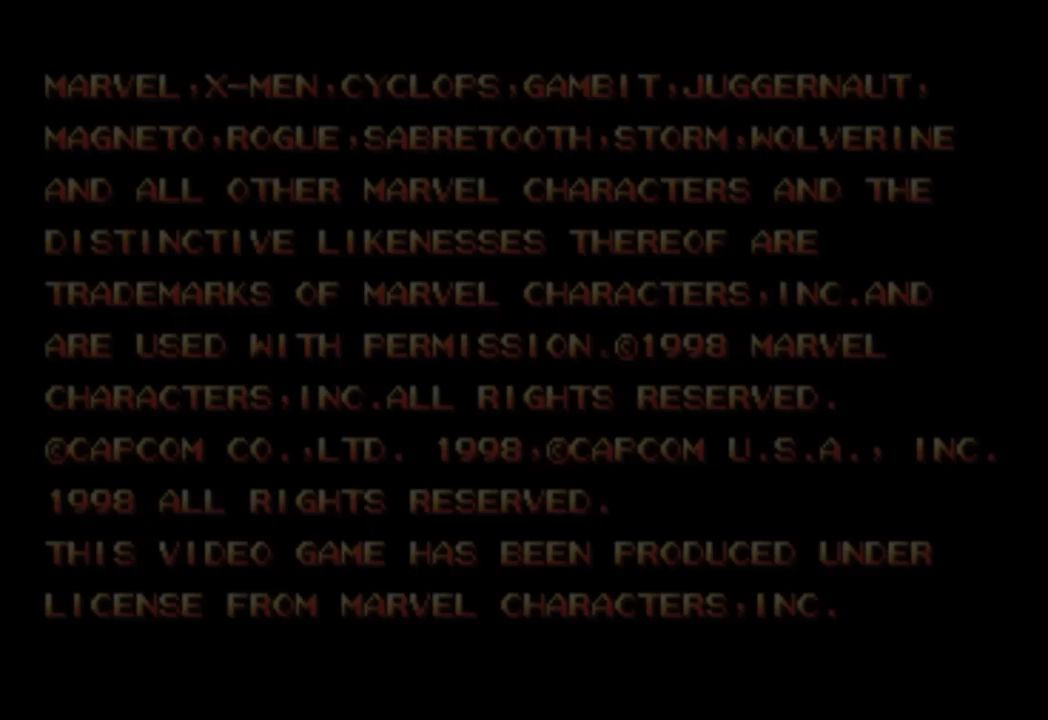 MARVEL,X-MEN,CYCLOPS,GAMBIT,JUGGERNAUT,
MAGNETO,ROGUE,SABRETOOTH,STORM,WOLVERINE
AND ALL OTHER MARVEL CHARACTERS AND THE
DISTINCTIVE LIKENESSES THEREOF ARE
TRADEMARKS OF MARVEL CHARACTERS,INC.AND
ARE USED WITH PERMISSION.©1998 MARVEL
CHARACTERS,INC.ALL RIGHTS RESERVED.
©CAPCOM CO.,LTD. 1998,©CAPCOM U.S.A., INC.
1998 ALL RIGHTS RESERVED.
THIS VIDEO GAME HAS BEEN PRODUCED UNDER
LICENSE FROM MARVEL CHARACTERS,INC.